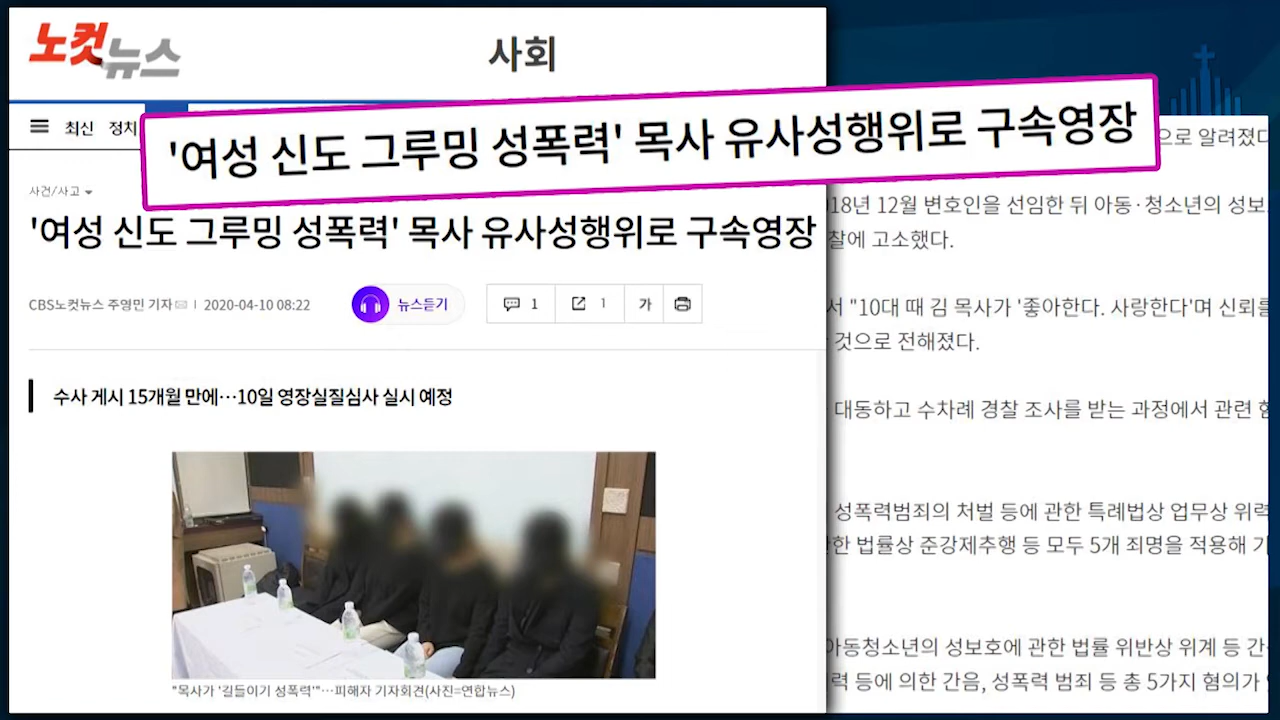 노컷뉴스
사회
최신 정치
'여성 신도 그루밍 성폭력' 목사 유사성행위로 구속영장
사건/사고
'여성 신도 그루밍 성폭력' 목사 유사성행위로 구속영장
CBS노컷뉴스 주영민 기자 2020-04-10 08:22
뉴스듣기
1
1
가
수사 게시 15개월 만에…10일 영장실질심사 실시 예정
"목사가 '길들이기 성폭력'"…피해자 기자회견(사진=연합뉴스)
으로 알려졌다
18년 12월 변호인을 선임한 뒤 아동·청소년의 성보
찰에 고소했다.
서 "10대 때 김 목사가 '좋아한다. 사랑한다'며 신뢰를
것으로 전해졌다.
대동하고 수차례 경찰 조사를 받는 과정에서 관련
성폭력범죄의 처벌 등에 관한 특례법상 업무상 위력
한 법률상 준강제추행 등 모두 5개 죄명을 적용해
아동청소년의 성보호에 관한 법률 위반상 위계 등 간
력 등에 의한 간음, 성폭력 범죄 등 총 5가지 혐의가